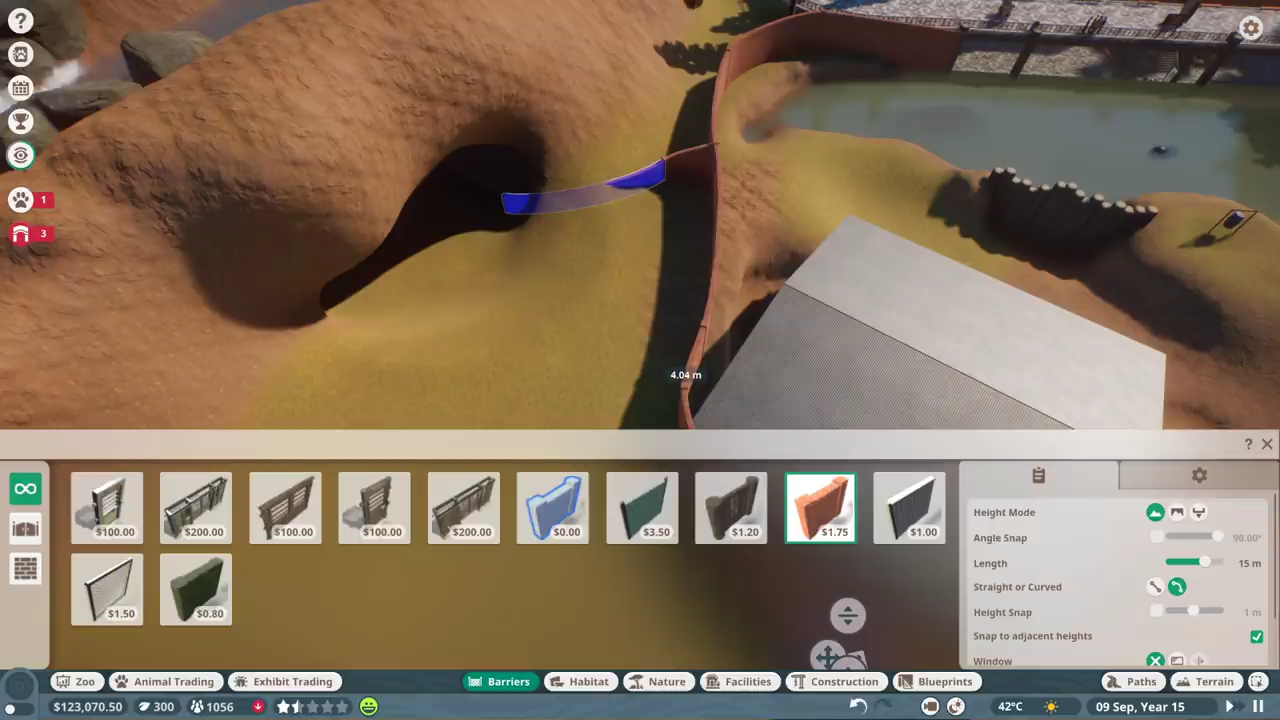 ?
1
3
4.04 m
? ×
$100.00 $200.00 $100.00 $100.00 $200.00 $0.00 $3.50 $1.20 $1.75 $1.00
$1.50 $0.80
Height Mode
Angle Snap 90.00°
Length 15 m
Straight or Curved
Height Snap 1 m
Snap to adjacent heights
Window
Zoo Animal Trading Exhibit Trading Barriers Habitat Nature Facilities Construction Blueprints Paths Terrain
$123,070.50 300 1056 42°C 09 Sep, Year 15